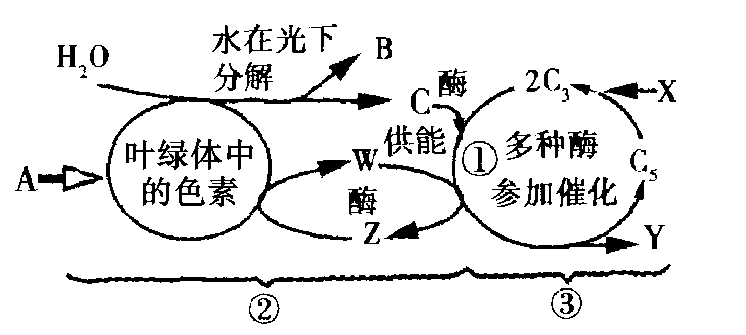 水在光下
分解
H₂O
B
C
酶
2C₃
X
供能
叶绿体中
的色素
A
W
①
多种酶
参加催化
C₅
酶
Z
Y
②
③